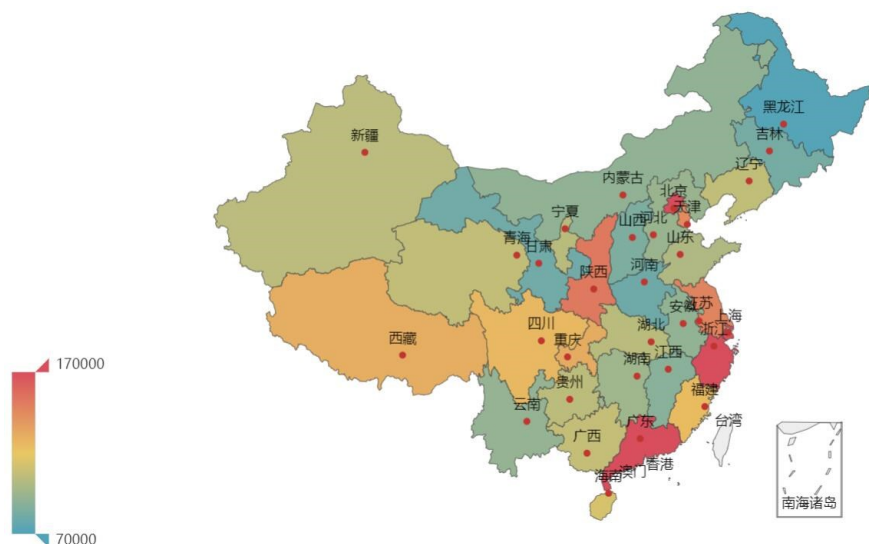 黑龙江
吉林
新疆
辽宁
内蒙古
北京
天津
宁夏
山西
河北
山东
青海
甘肃
陕西
河南
安徽
江苏
上海
浙江
四川
湖北
西藏
重庆
江西
湖南
贵州
福建
云南
广东
台湾
广西
香港
澳门
海南
南海诸岛
170000
70000